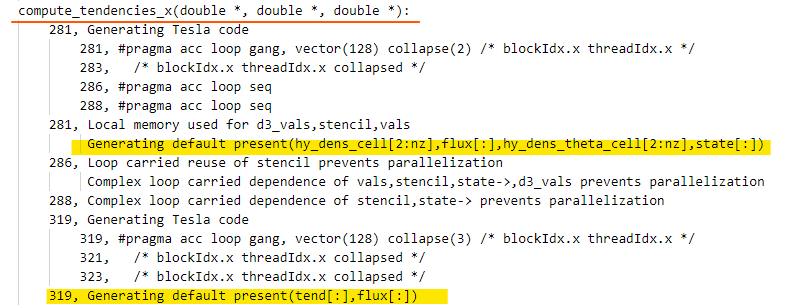 compute_tendencies_x(double *, double *, double *):
281, Generating Tesla code
281, #pragma acc loop gang, vector(128) collapse(2) /* blockIdx.x threadIdx.x */
283, /* blockIdx.x threadIdx.x collapsed */
286, #pragma acc loop seq
288, #pragma acc loop seq
281, Local memory used for d3_vals,stencil,vals
Generating default present(hy_dens_cell[2:nz],flux[:],hy_dens_theta_cell[2:nz],state[:])
286, Loop carried reuse of stencil prevents parallelization
Complex loop carried dependence of vals,stencil,state->,d3_vals prevents parallelization
288, Complex loop carried dependence of stencil,state-> prevents parallelization
319, Generating Tesla code
319, #pragma acc loop gang, vector(128) collapse(3) /* blockIdx.x threadIdx.x */
321, /* blockIdx.x threadIdx.x collapsed */
323, /* blockIdx.x threadIdx.x collapsed */
319, Generating default present(tend[:],flux[:])